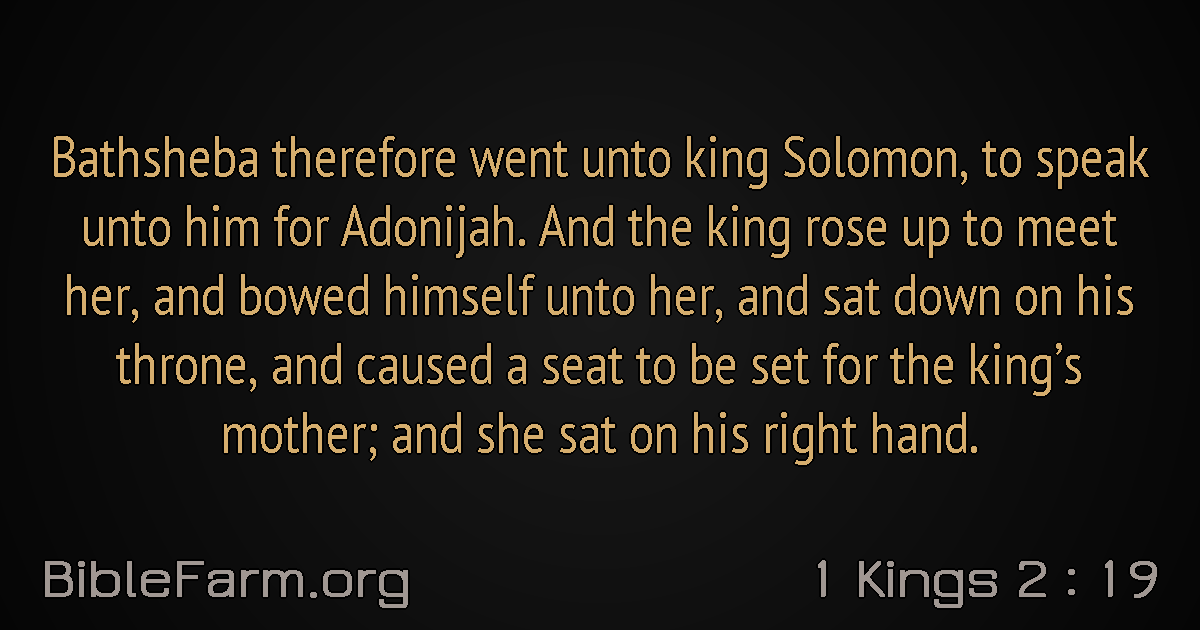 Bathsheba therefore went unto king Solomon, to speak
unto him for Adonijah. And the king rose up to meet
her, and bowed himself unto her, and sat down on his
throne, and caused a seat to be set for the king’s
mother; and she sat on his right hand.
BibleFarm.org
1 Kings 2 : 19